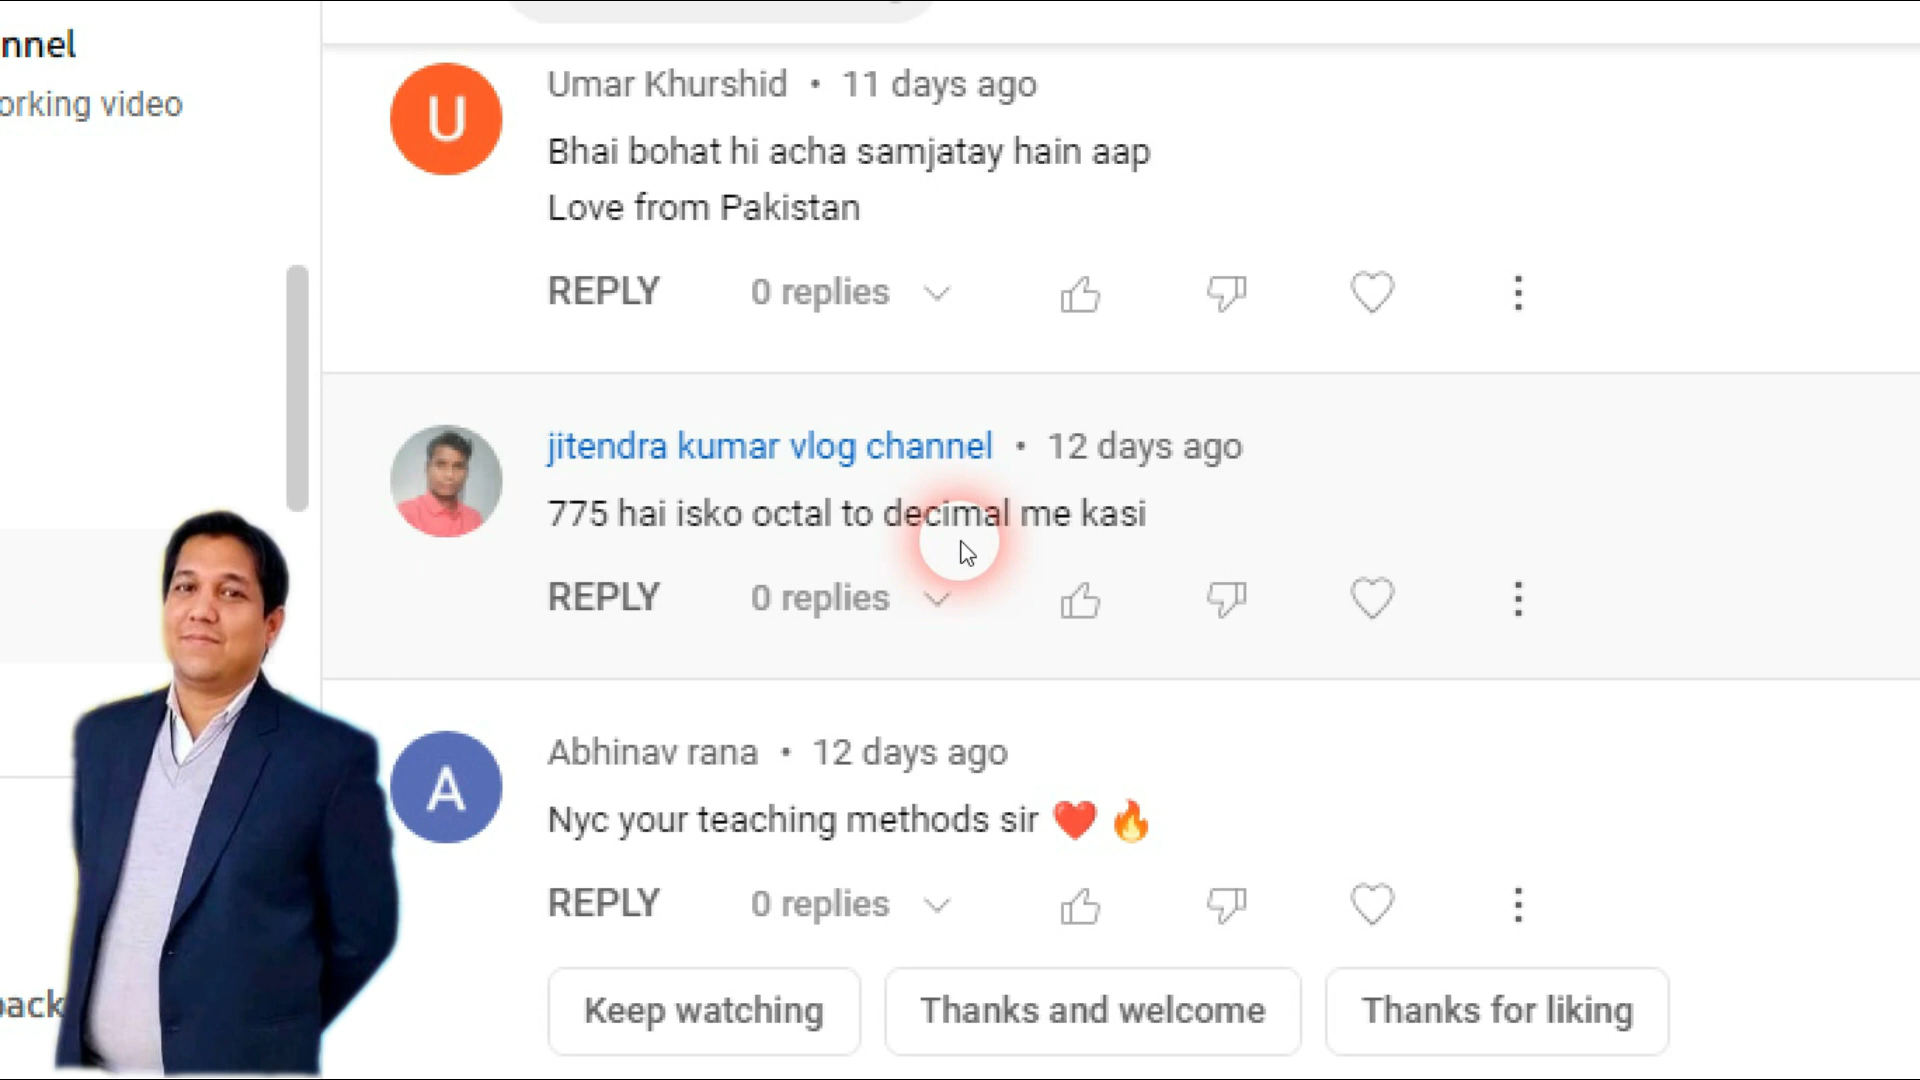 nnel
orking video
U
Umar Khurshid • 11 days ago
Bhai bohat hi acha samjatay hain aap
Love from Pakistan
REPLY 0 replies
jitendra kumar vlog channel • 12 days ago
775 hai isko octal to decimal me kasi
REPLY 0 replies
A
Abhinav rana • 12 days ago
Nyc your teaching methods sir ❤️ 🔥
REPLY 0 replies
Keep watching Thanks and welcome Thanks for liking
back